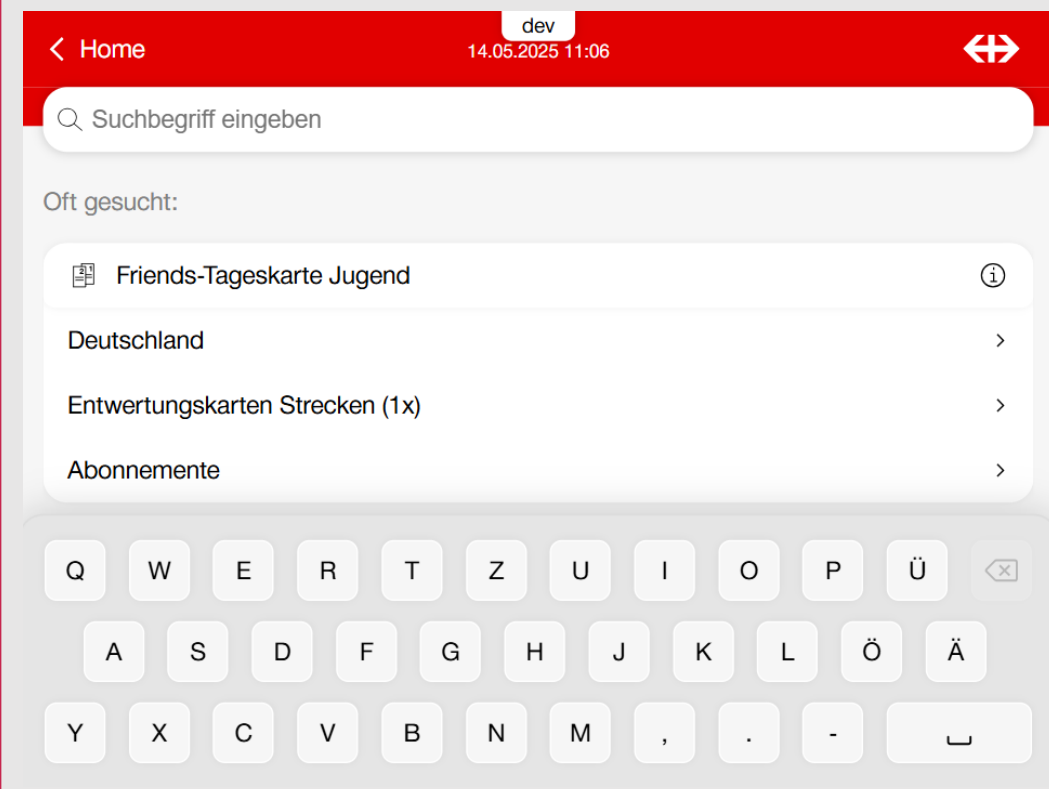 dev
Home
14.05.2025 11:06
Suchbegriff eingeben
Oft gesucht:
Friends-Tageskarte Jugend
Deutschland
Entwertungskarten Strecken (1x)
Abonnemente
Q W E R T Z U I O P Ü
A S D F G H J K L Ö Ä
Y X C V B N M , . -